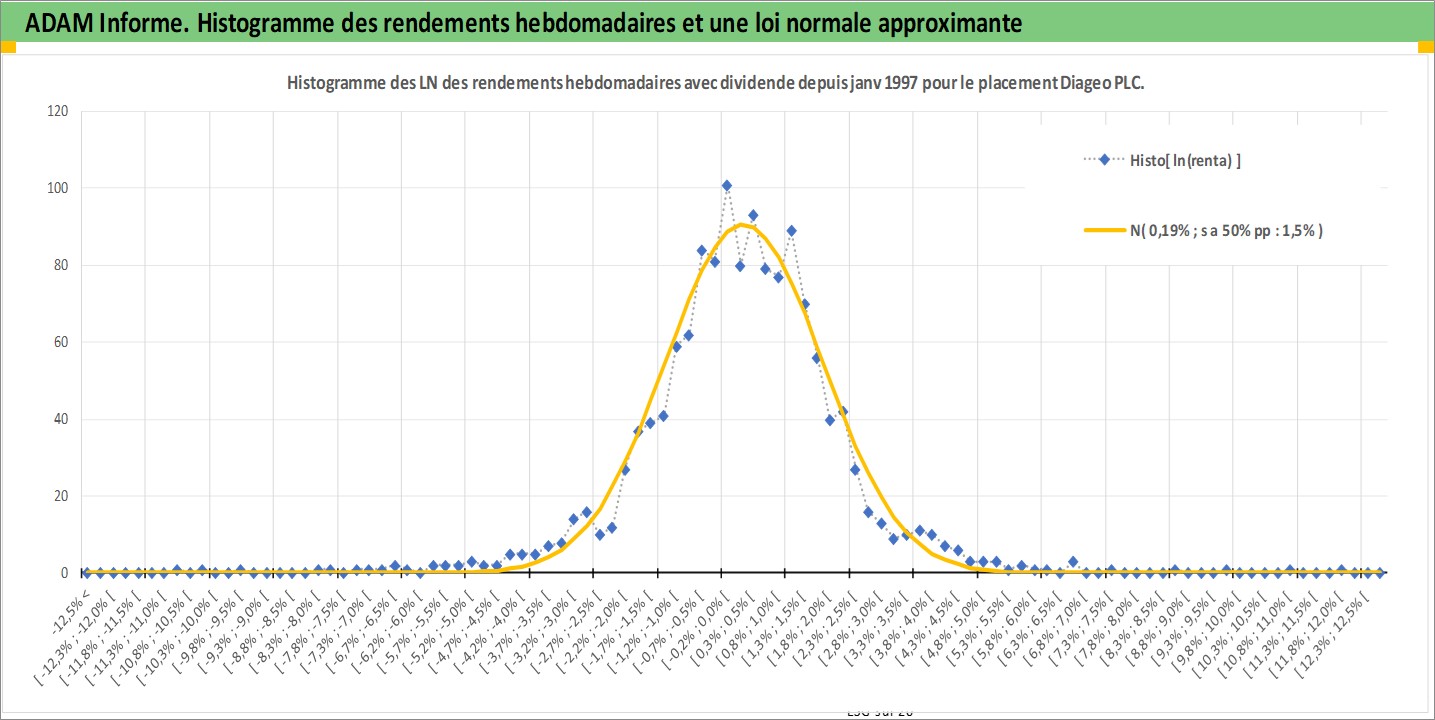 ADAM Informe. Histogramme des rendements hebdomadaires et une loi normale approximante
Histogramme des LN des rendements hebdomadaires avec dividende depuis janv 1997 pour le placement Diageo PLC.
120
100
80
60
40
20
0
Histo[ ln(renta) ]
N( 0,19% ; s a 50% pp : 1,5% )
-12,5% <
[ -12,3% ; -12,0% [
[ -11,8% ; -11,5% [
[ -11,3% ; -11,0% [
[ -10,8% ; -10,5% [
[ -10,3% ; -10,0% [
[ -9,8% ; -9,5% [
[ -9,3% ; -9,0% [
[ -8,8% ; -8,5% [
[ -8,3% ; -8,0% [
[ -7,8% ; -7,5% [
[ -7,3% ; -7,0% [
[ -6,7% ; -6,5% [
[ -6,2% ; -6,0% [
[ -5,7% ; -5,5% [
[ -5,2% ; -5,0% [
[ -4,7% ; -4,5% [
[ -4,2% ; -4,0% [
[ -3,7% ; -3,5% [
[ -3,2% ; -3,0% [
[ -2,7% ; -2,5% [
[ -2,2% ; -2,0% [
[ -1,7% ; -1,5% [
[ -1,2% ; -1,0% [
[ -0,7% ; -0,5% [
[ -0,2% ; 0,0% [
[ 0,3% ; 0,5% [
[ 0,8% ; 1,0% [
[ 1,3% ; 1,5% [
[ 1,8% ; 2,0% [
[ 2,3% ; 2,5% [
[ 2,8% ; 3,0% [
[ 3,3% ; 3,5% [
[ 3,8% ; 4,0% [
[ 4,3% ; 4,5% [
[ 4,8% ; 5,0% [
[ 5,3% ; 5,5% [
[ 5,8% ; 6,0% [
[ 6,3% ; 6,5% [
[ 6,8% ; 7,0% [
[ 7,3% ; 7,5% [
[ 7,8% ; 8,0% [
[ 8,3% ; 8,5% [
[ 8,8% ; 9,0% [
[ 9,3% ; 9,5% [
[ 9,8% ; 10,0% [
[ 10,3% ; 10,5% [
[ 10,8% ; 11,0% [
[ 11,3% ; 11,5% [
[ 11,8% ; 12,0% [
[ 12,3% ; 12,5% [